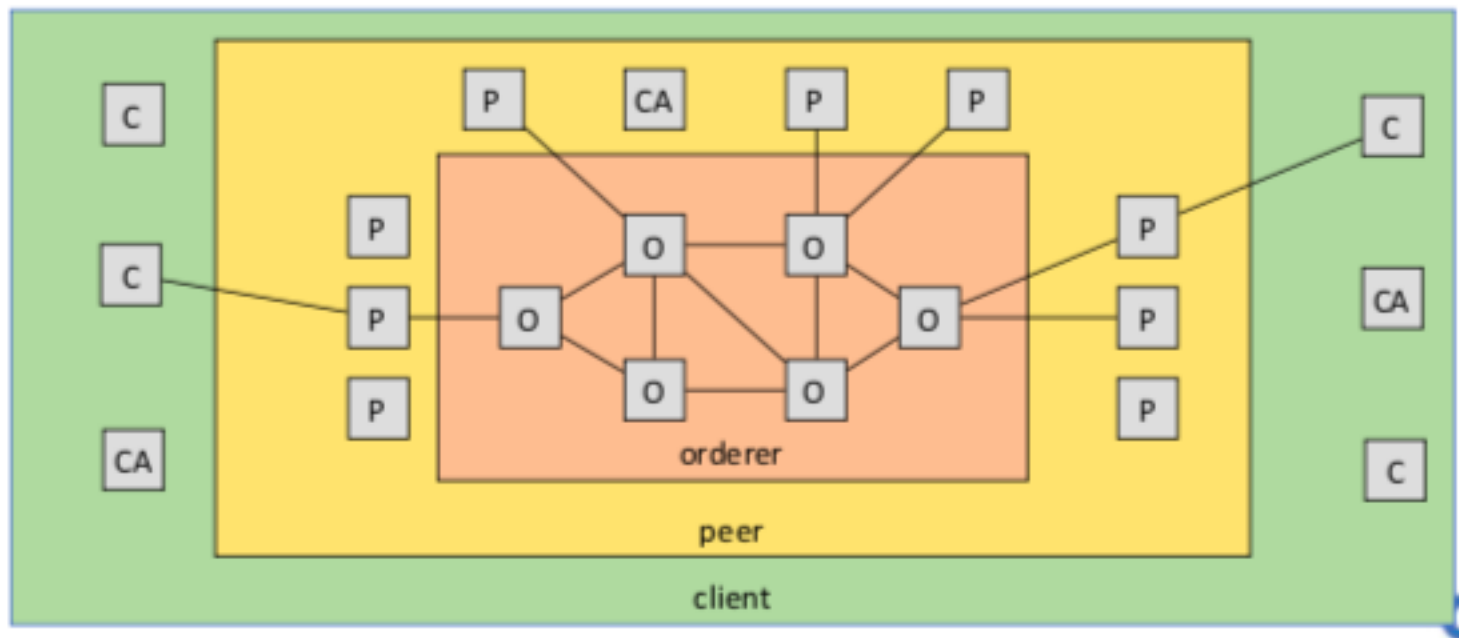 P CA P P
C C
P P
O O
C P O O P CA
O O
P P
orderer
CA C
peer
client